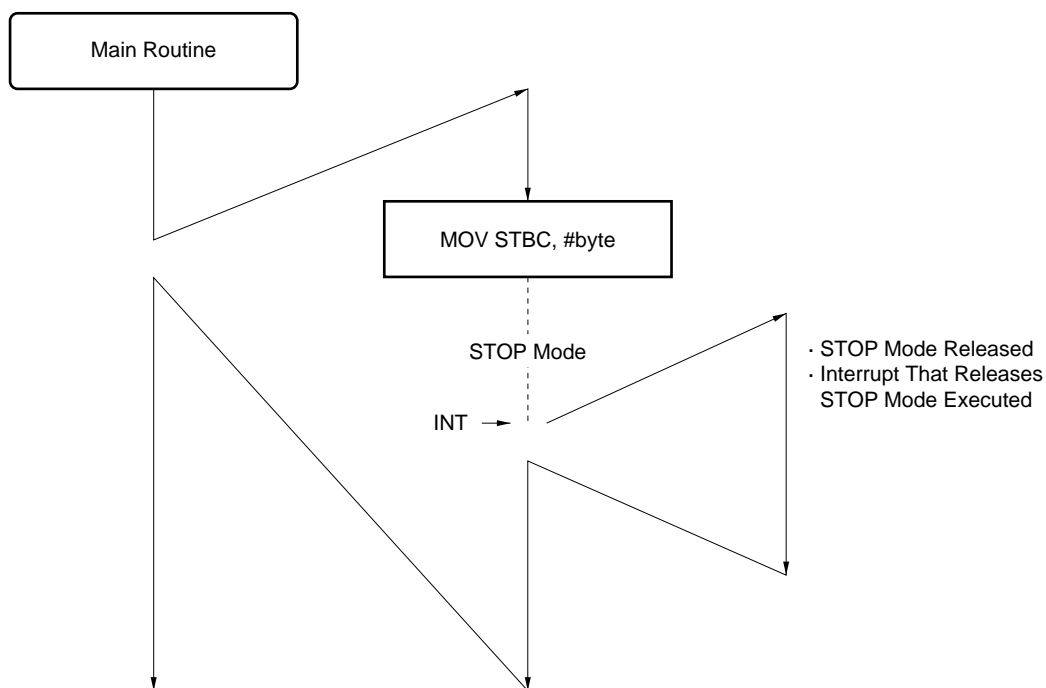 Main Routine
MOV STBC, #byte
STOP Mode
· STOP Mode Released
· Interrupt That Releases
STOP Mode Executed
INT